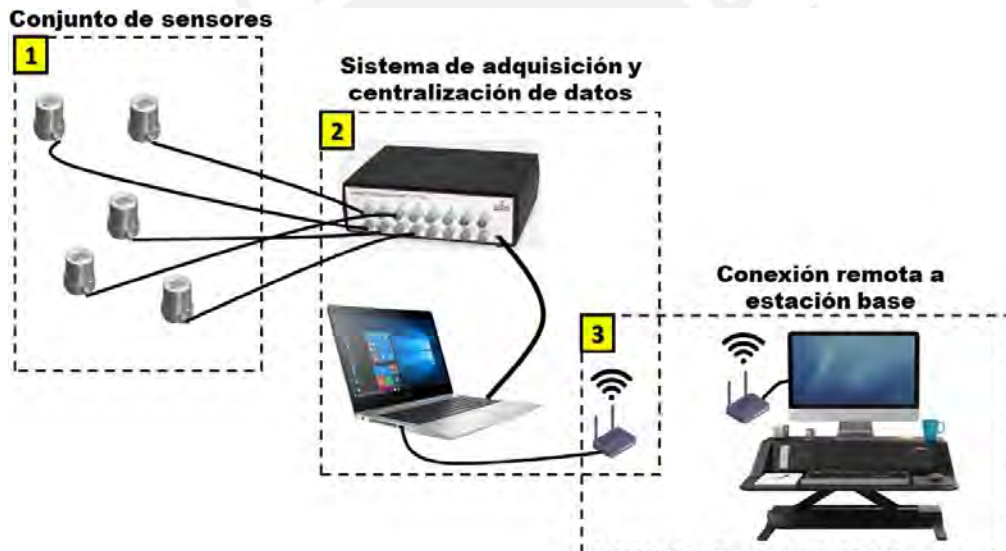 Conjunto de sensores
1
Sistema de adquisición y
centralización de datos
2
Conexión remota a
estación base
3